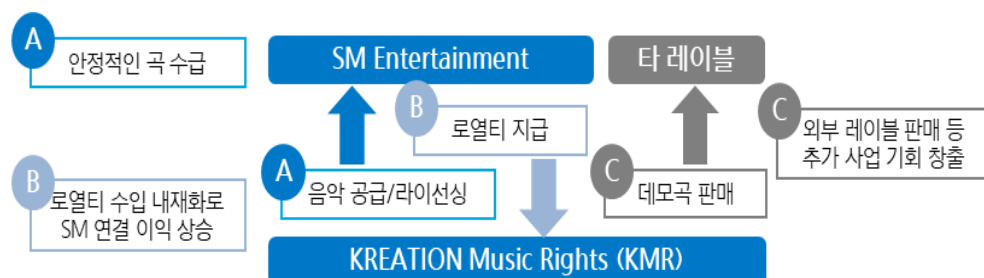 A
안정적인 곡 수급
SM Entertainment
타 레이블
B
로열티 지급
C
외부 레이블 판매 등
추가 사업 기회 창출
A
음악 공급/라이선싱
C
데모곡 판매
B
로열티 수입 내재화로
SM 연결 이익 상승
KREATION Music Rights (KMR)